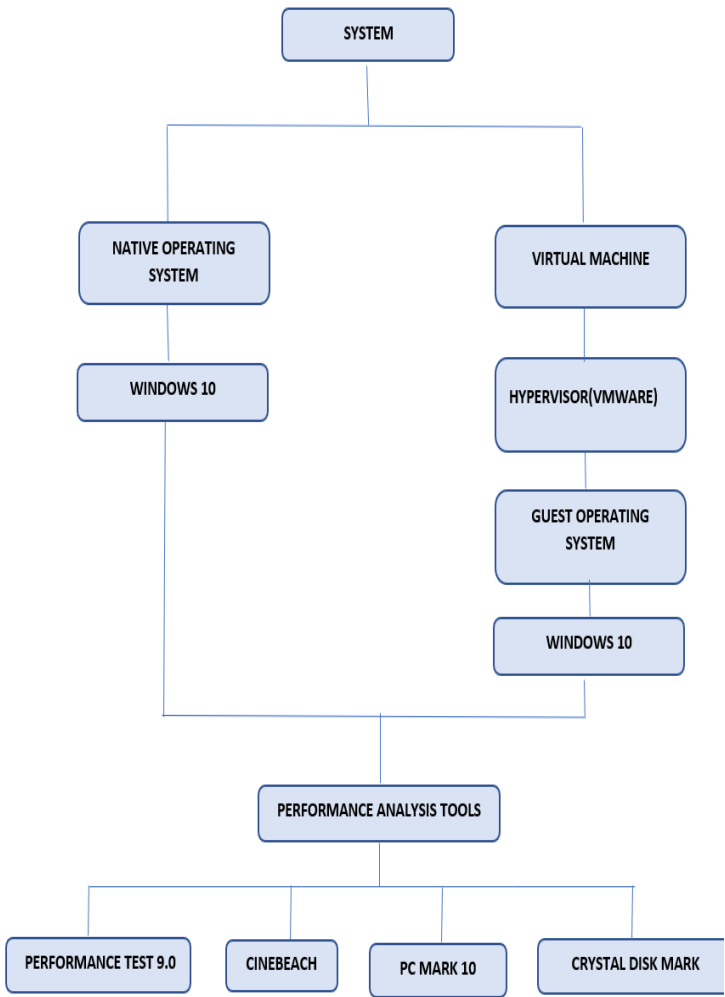 SYSTEM
NATIVE OPERATING
SYSTEM
VIRTUAL MACHINE
WINDOWS 10
HYPERVISOR(VMWARE)
GUEST OPERATING
SYSTEM
WINDOWS 10
PERFORMANCE ANALYSIS TOOLS
PERFORMANCE TEST 9.0
CINEBEACH
PC MARK 10
CRYSTAL DISK MARK